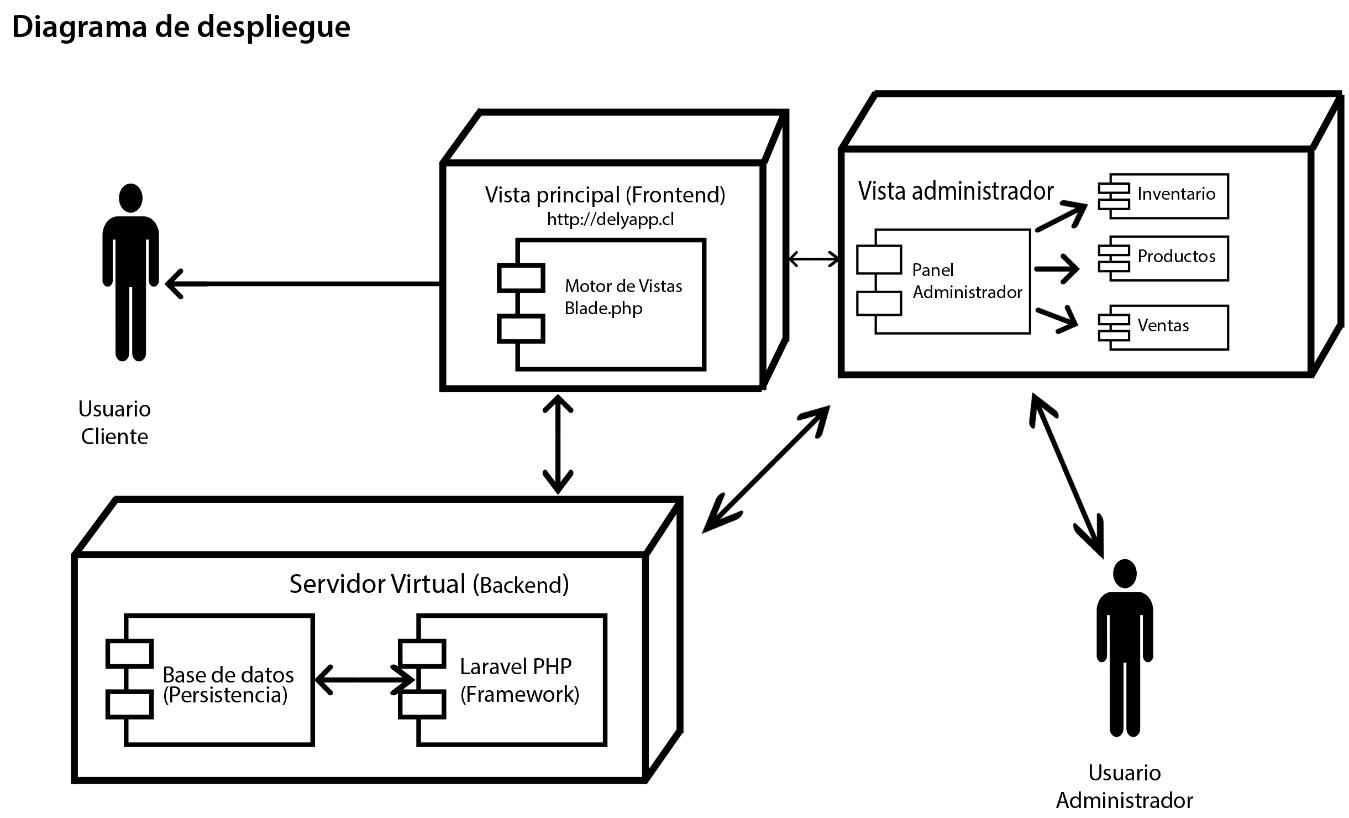 Diagrama de despliegue
Vista principal (Frontend)
http://delyapp.cl
Motor de Vistas
Blade.php
Vista administrador
Panel
Administrador
Inventario
Productos
Ventas
Usuario
Cliente
Servidor Virtual (Backend)
Base de datos
(Persistencia)
Laravel PHP
(Framework)
Usuario
Administrador